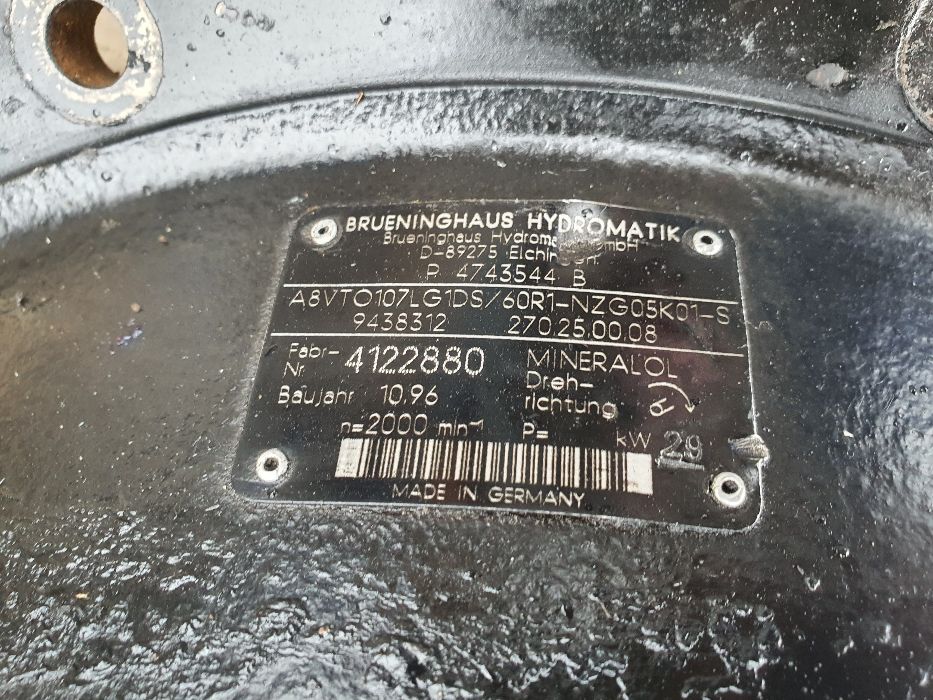 BRUENINGHAUS HYDROMATIK
Brueninghaus GmbH
D-89275 Elchingen
P 4743544 B
A8VTO107LG1DS/60R1-NZG05K01-S
9438312 270.25.00.08
Fabr-Nr. 4122880 MINERALÖL
Baujahr 10.96 Dreh-
richtung
n=2000 min⁻¹ P= kW 29
MADE IN GERMANY